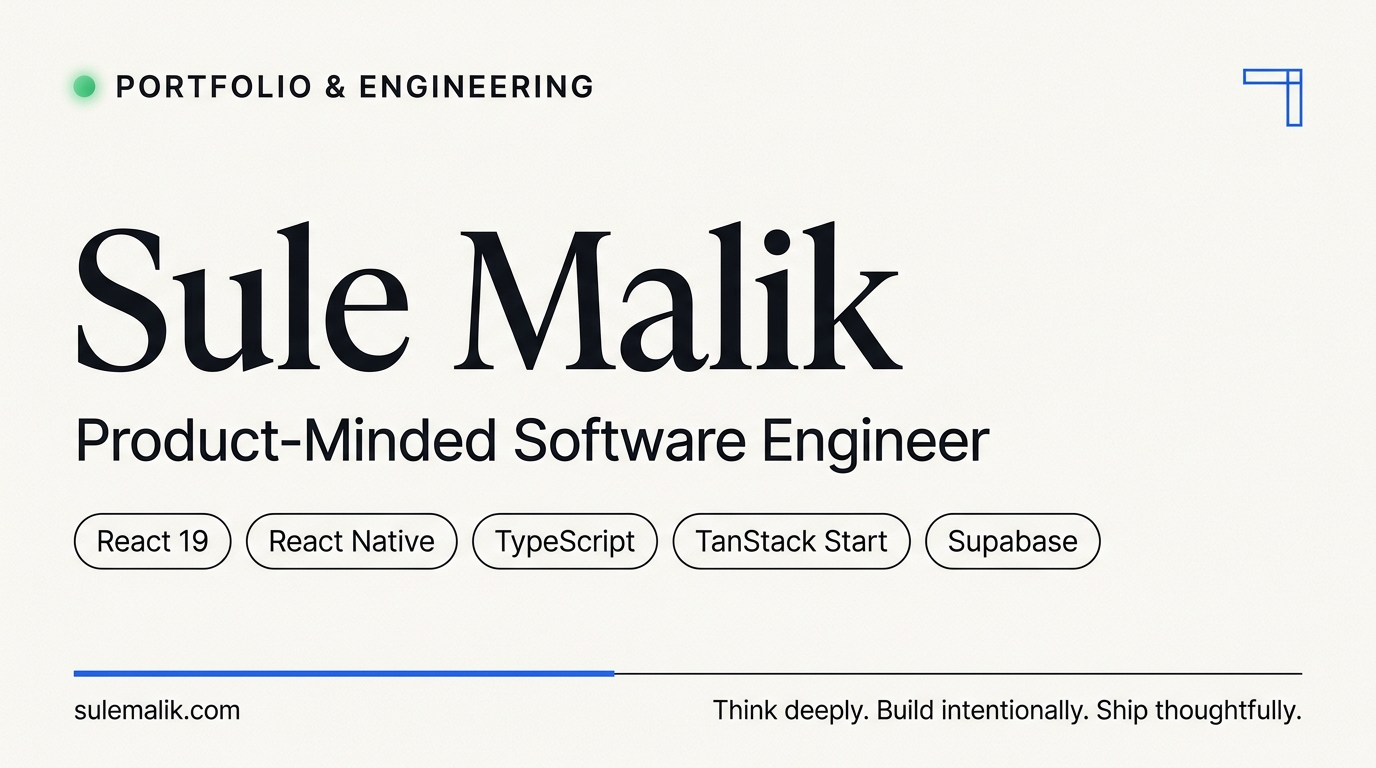 PORTFOLIO & ENGINEERING
Sule Malik
Product-Minded Software Engineer
React 19 React Native TypeScript TanStack Start Supabase
sulemalik.com Think deeply. Build intentionally. Ship thoughtfully.